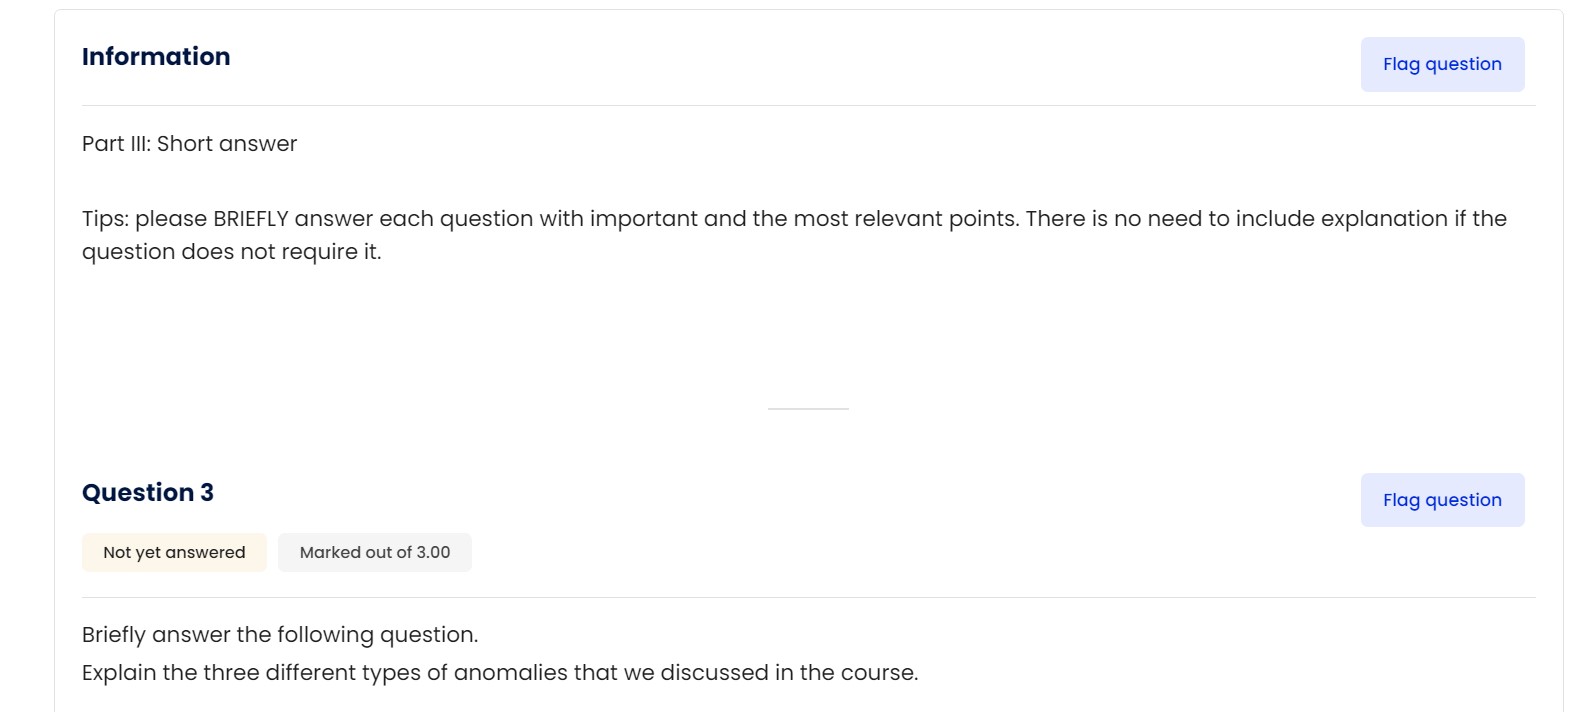 Information
Flag question
Part III: Short answer
Tips: please BRIEFLY answer each question with important and the most relevant points. There is no need to include explanation if the
question does not require it.
Question 3
Flag question
Not yet answered
Marked out of 3.00
Briefly answer the following question.
Explain the three different types of anomalies that we discussed in the course.